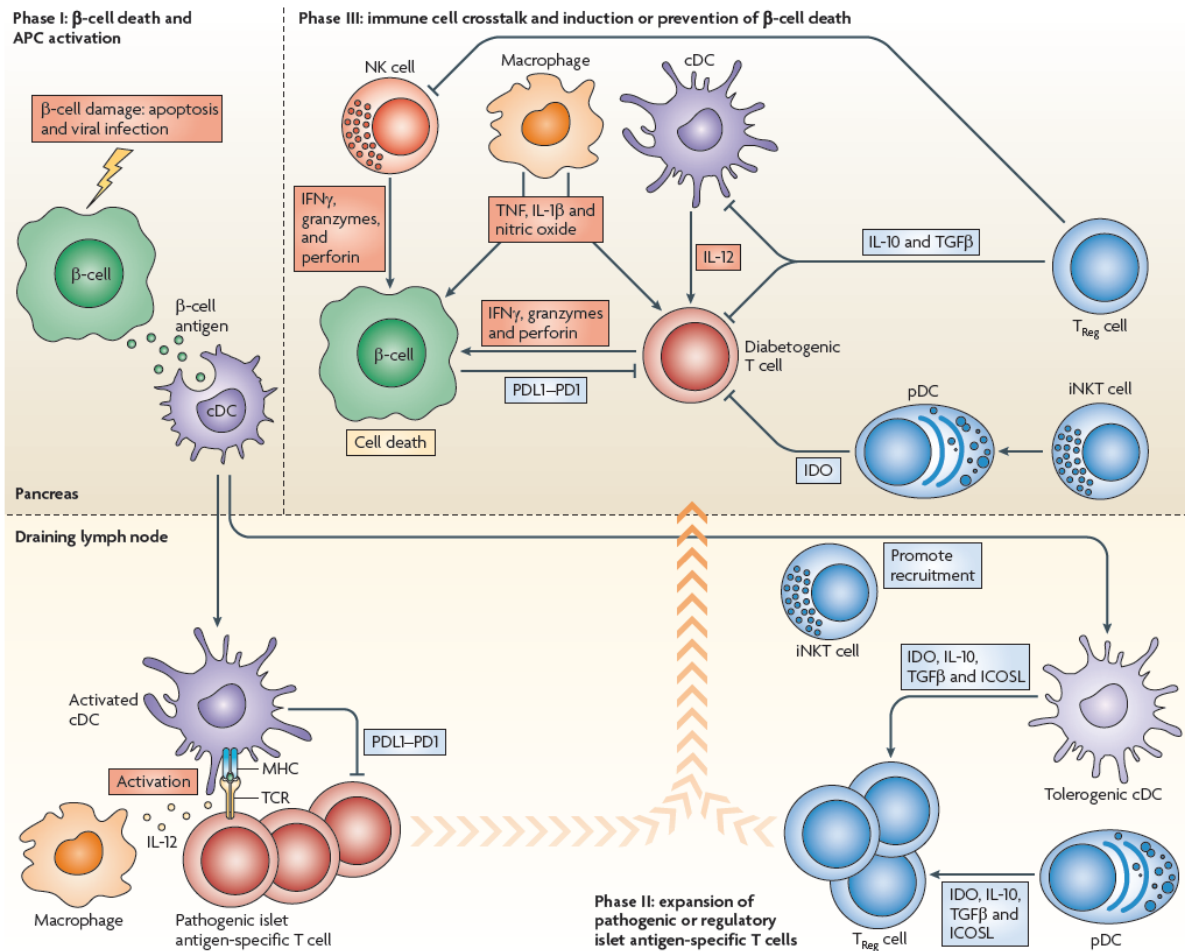 Phase I: β-cell death and
APC activation
β-cell damage: apoptosis
and viral infection
β-cell
β-cell
antigen
cDC
Pancreas
Phase III: immune cell crosstalk and induction or prevention of β-cell death
NK cell
Macrophage
cDC
IFNγ,
granzymes,
and
perforin
TNF, IL-1β and
nitric oxide
IL-12
IL-10 and TGFβ
TReg cell
β-cell
IFNγ, granzymes
and perforin
PDL1–PD1
Diabetogenic
T cell
Cell death
pDC
iNKT cell
IDO
Draining lymph node
Promote
recruitment
iNKT cell
Activated
cDC
PDL1–PD1
MHC
Activation
TCR
IL-12
Macrophage
Pathogenic islet
antigen-specific T cell
IDO, IL-10,
TGFβ and ICOSL
Tolerogenic cDC
Phase II: expansion of
pathogenic or regulatory
islet antigen-specific T cells
TReg cell
IDO, IL-10,
TGFβ and
ICOSL
pDC